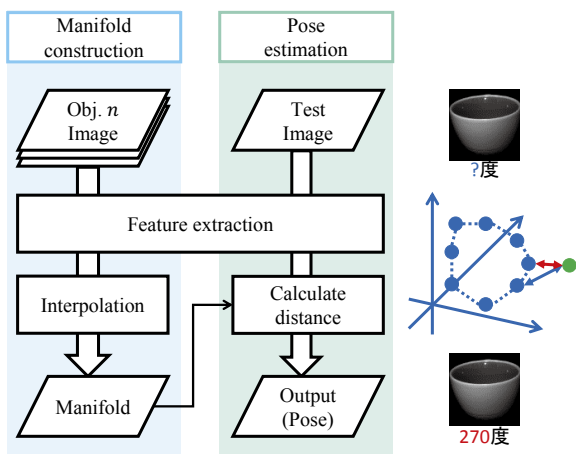 Manifold
construction
Pose
estimation
Obj. n
Image
Test
Image
?度
Feature extraction
Interpolation
Calculate
distance
Manifold
Output
(Pose)
270度